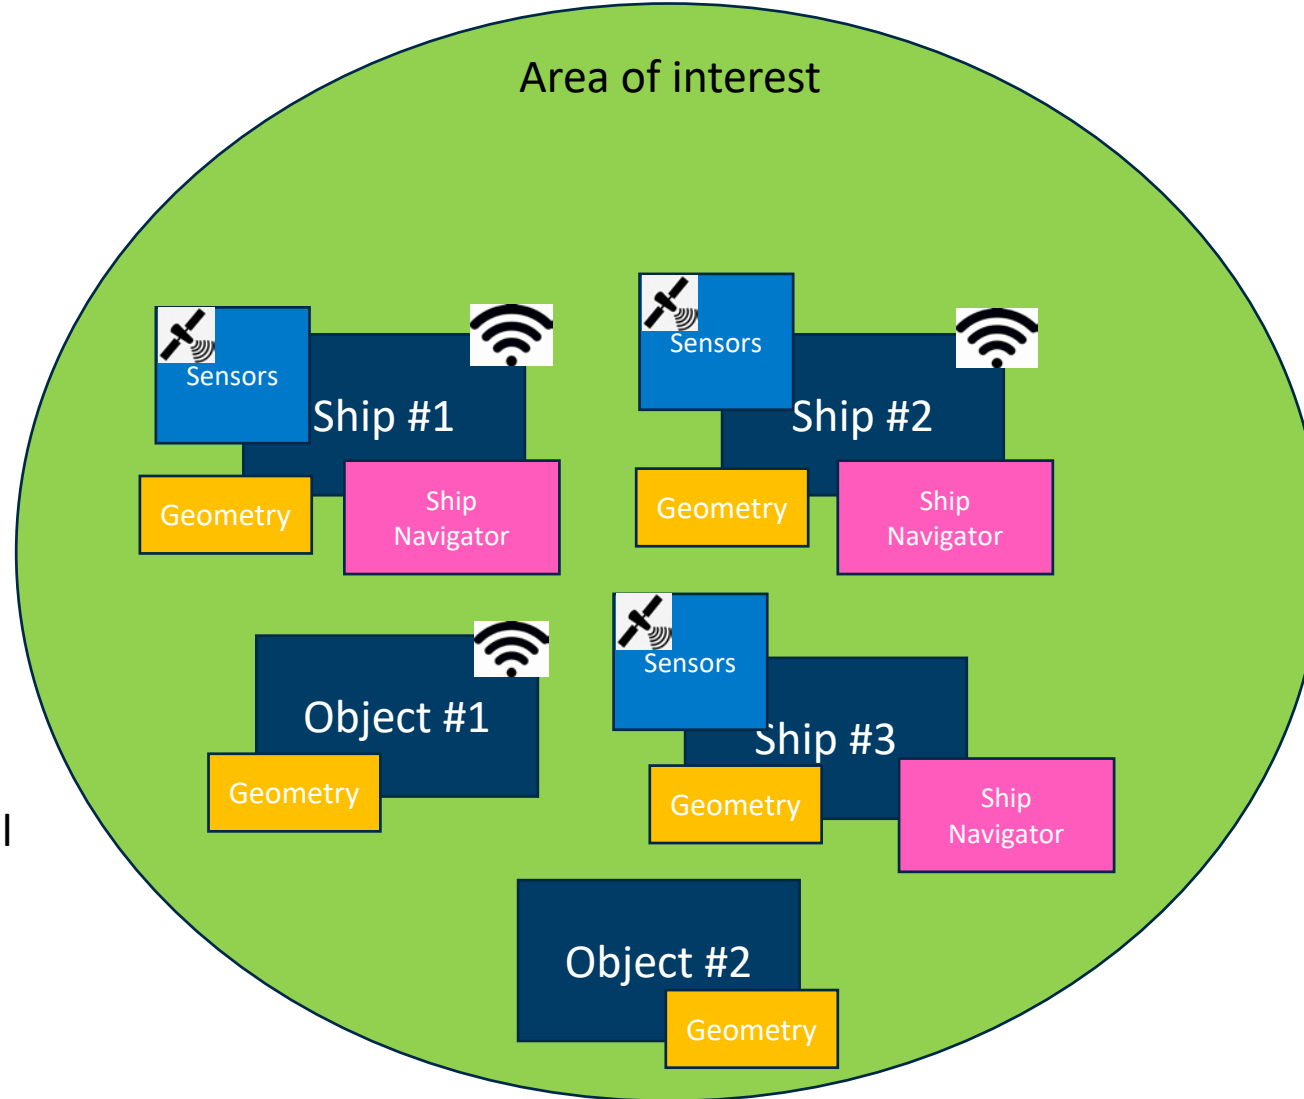 Area of interest
Sensors
Ship #1
Geometry
Ship
Navigator
Sensors
Ship #2
Geometry
Ship
Navigator
Object #1
Geometry
Sensors
Ship #3
Geometry
Ship
Navigator
l
Object #2
Geometry